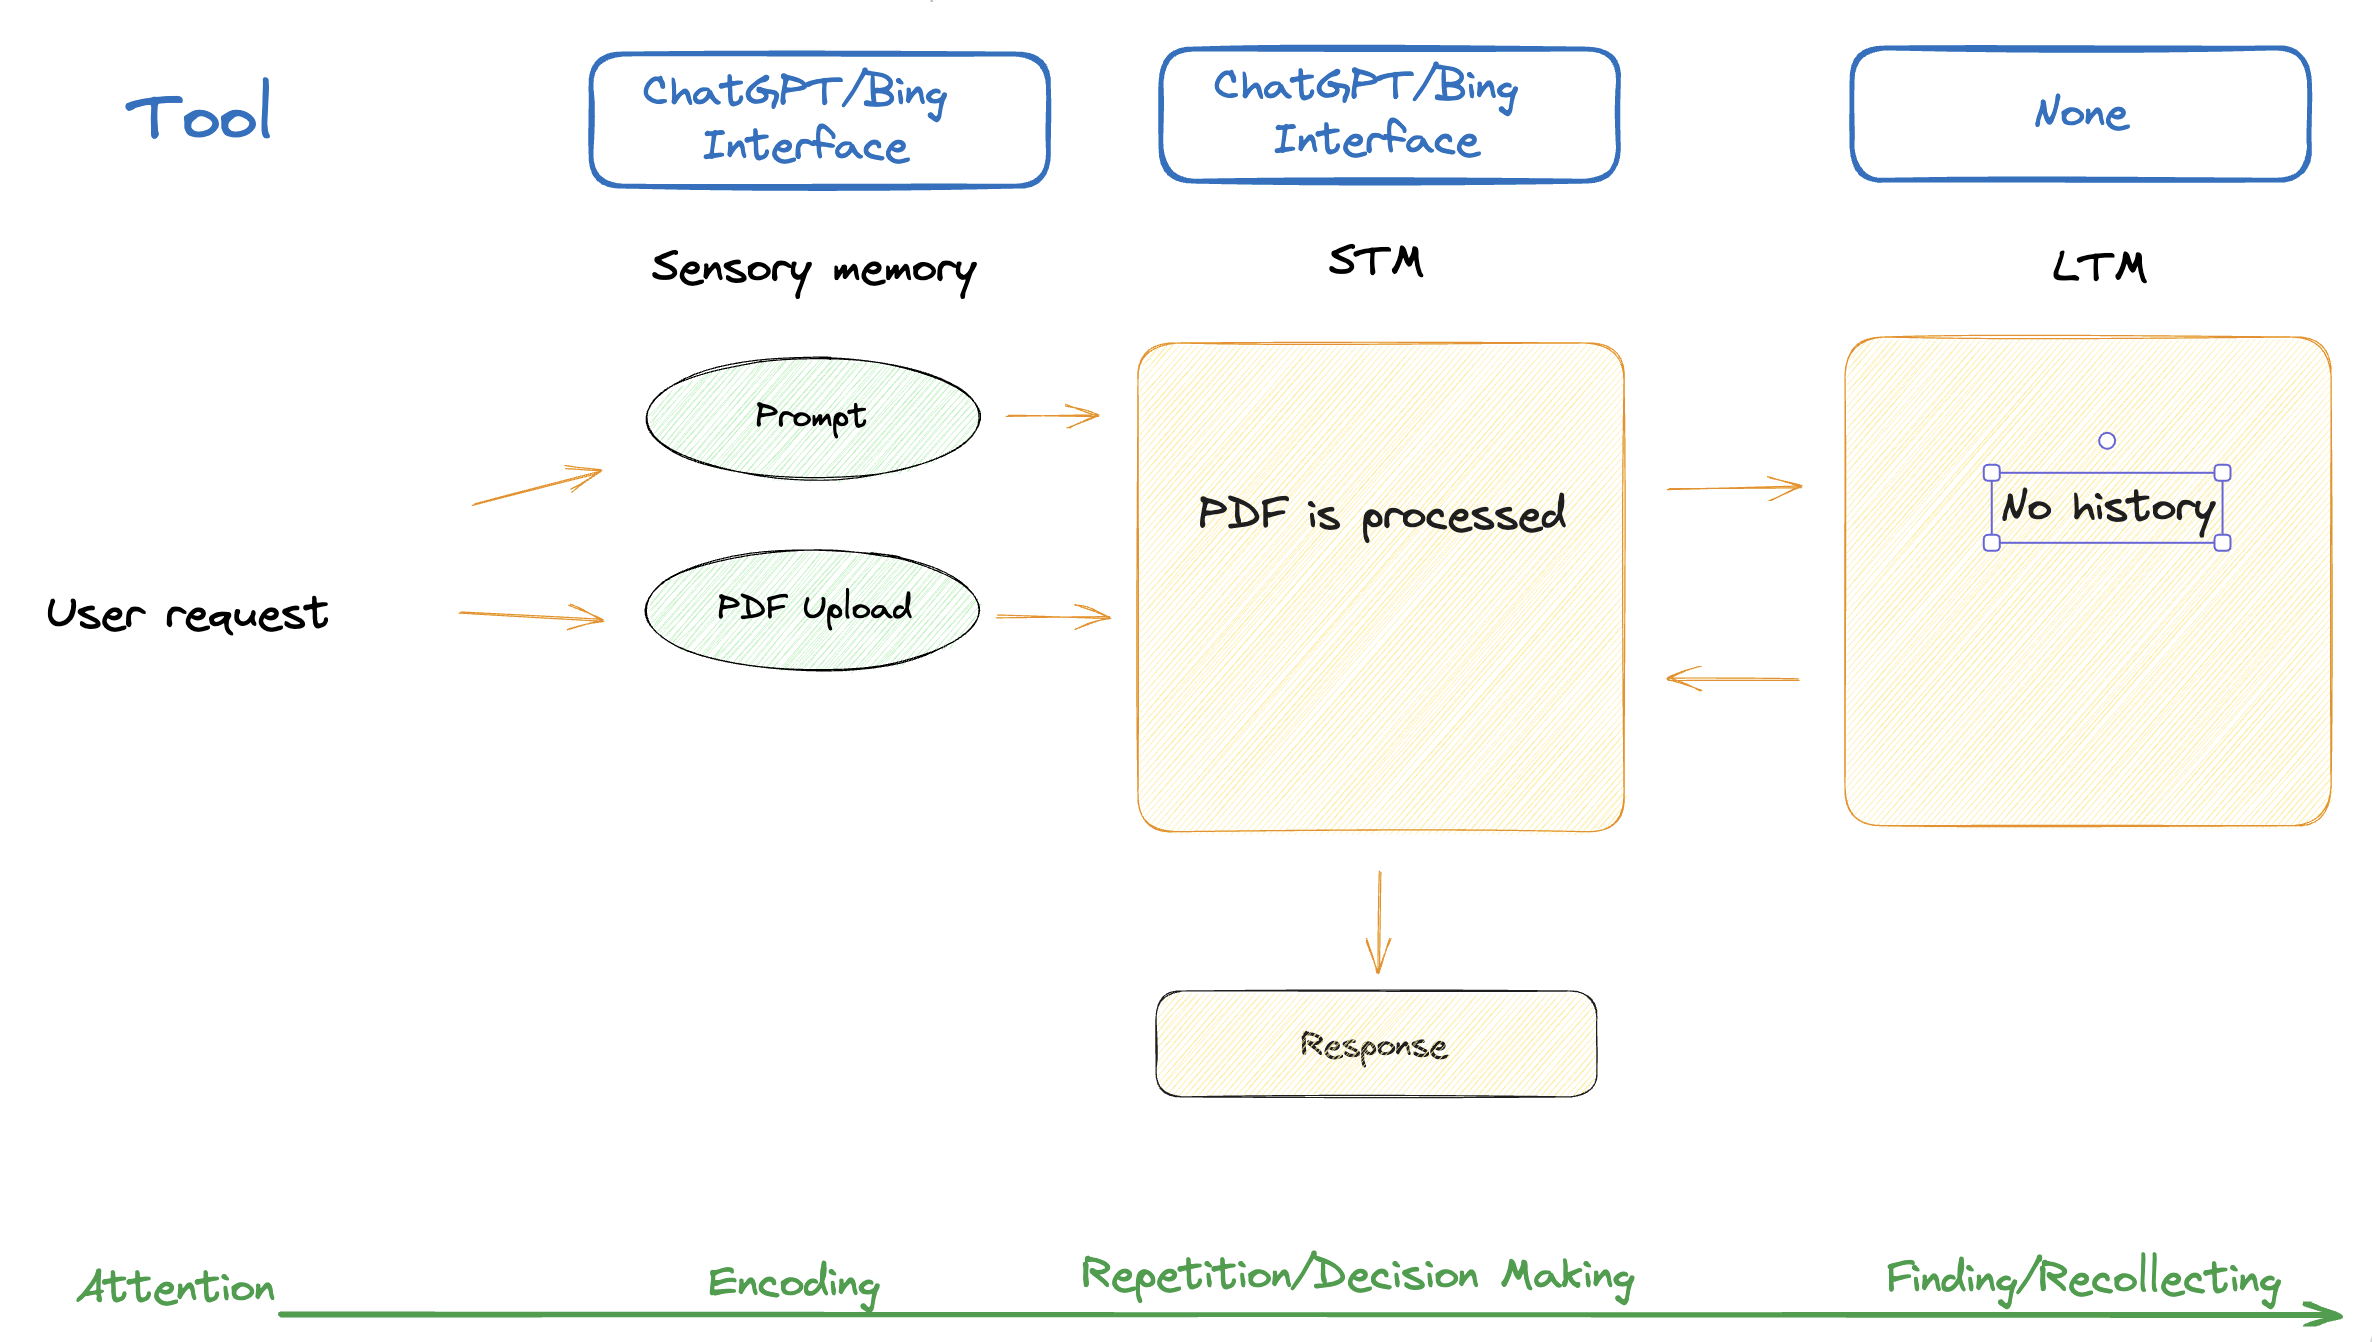 Tool
ChatGPT/Bing
Interface
ChatGPT/Bing
Interface
None
Sensory memory
STM
LTM
Prompt
PDF is processed
No history
User request
PDF Upload
Response
Attention
Encoding
Repetition/Decision Making
Finding/Recollecting